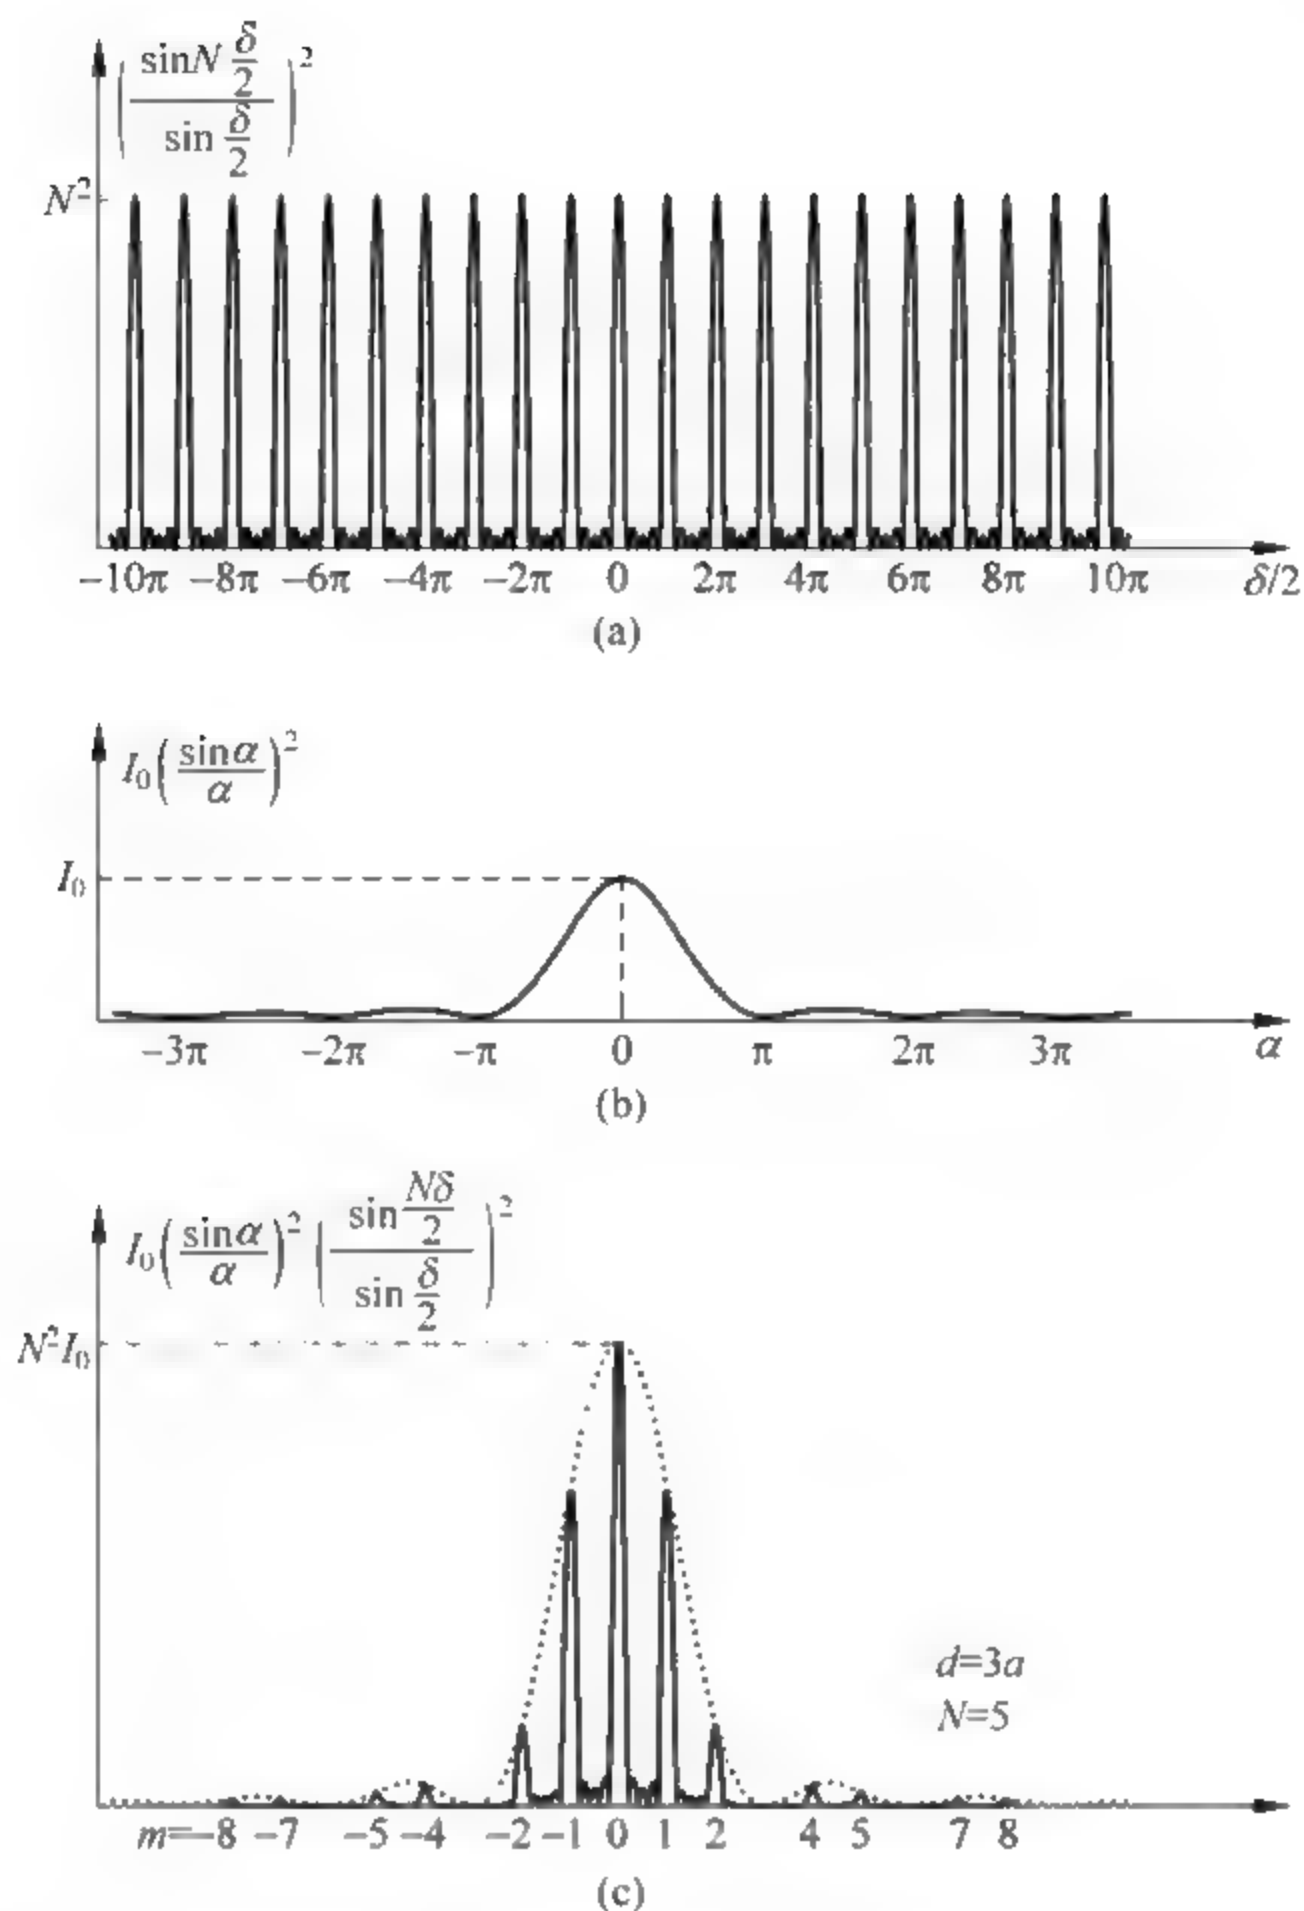 (sinN δ/2 / sin δ/2)²
N²
−10π −8π −6π −4π −2π 0 2π 4π 6π 8π 10π δ/2
(a)
I₀(sinα/α)²
I₀
−3π −2π −π 0 π 2π 3π α
(b)
I₀(sinα/α)² (sin Nδ/2 / sin δ/2)²
N²I₀
d=3a
N=5
m=−8 −7 −5 −4 −2 −1 0 1 2 4 5 7 8
(c)